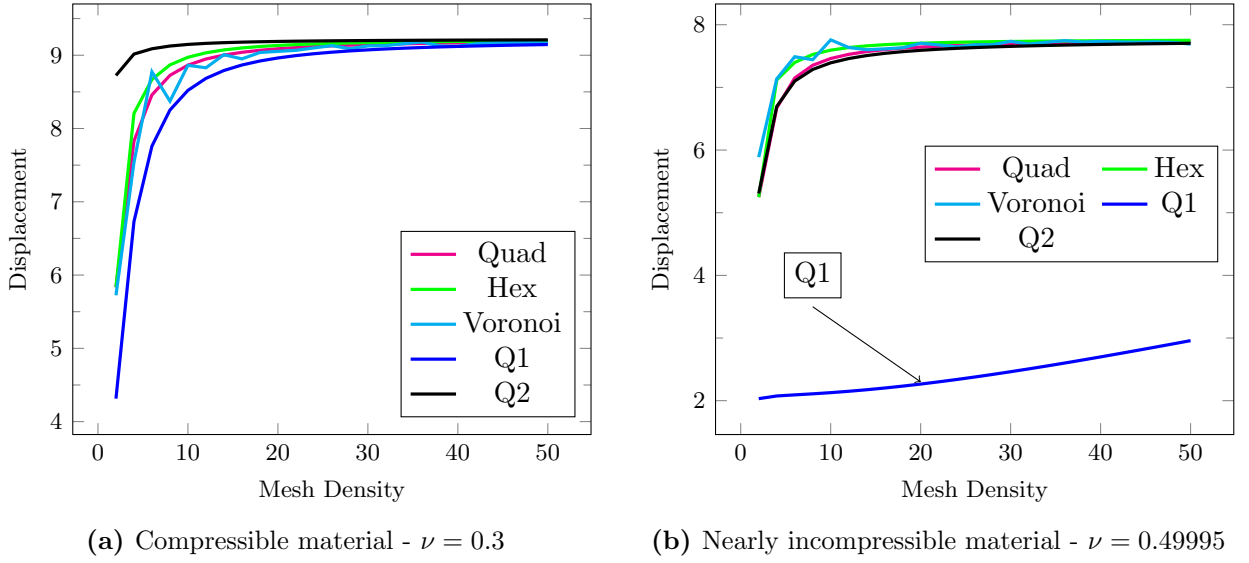 9
8
7
6
5
4
Displacement
0
10
20
30
40
50
Mesh Density
Quad
Hex
Voronoi
Q1
Q2
(a) Compressible material - ν = 0.3
8
6
4
2
Displacement
0
10
20
30
40
50
Mesh Density
Quad Hex
Voronoi Q1
Q2
Q1
(b) Nearly incompressible material - ν = 0.49995